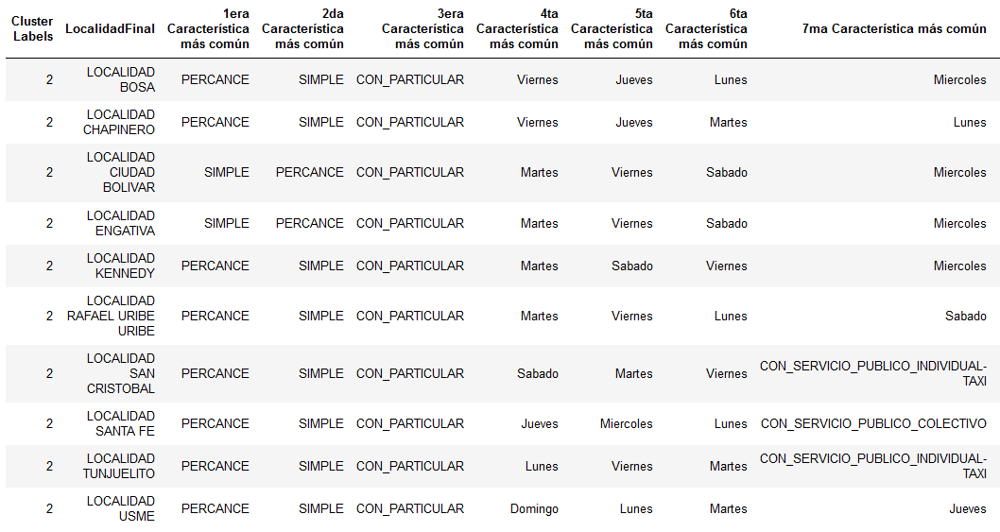 Cluster Labels LocalidadFinal 1era Característica más común 2da Característica más común 3era Característica más común 4ta Característica más común 5ta Característica más común 6ta Característica más común 7ma Característica más común
2 LOCALIDAD BOSA PERCANCE SIMPLE CON_PARTICULAR Viernes Jueves Lunes Miercoles
2 LOCALIDAD CHAPINERO PERCANCE SIMPLE CON_PARTICULAR Viernes Jueves Martes Lunes
2 LOCALIDAD CIUDAD BOLIVAR SIMPLE PERCANCE CON_PARTICULAR Martes Viernes Sabado Miercoles
2 LOCALIDAD ENGATIVA SIMPLE PERCANCE CON_PARTICULAR Martes Viernes Sabado Miercoles
2 LOCALIDAD KENNEDY PERCANCE SIMPLE CON_PARTICULAR Martes Sabado Viernes Miercoles
2 LOCALIDAD RAFAEL URIBE URIBE PERCANCE SIMPLE CON_PARTICULAR Martes Viernes Lunes Sabado
2 LOCALIDAD SAN CRISTOBAL PERCANCE SIMPLE CON_PARTICULAR Sabado Martes Viernes CON_SERVICIO_PUBLICO_INDIVIDUAL-TAXI
2 LOCALIDAD SANTA FE PERCANCE SIMPLE CON_PARTICULAR Jueves Miercoles Lunes CON_SERVICIO_PUBLICO_COLECTIVO
2 LOCALIDAD TUNJUELITO PERCANCE SIMPLE CON_PARTICULAR Lunes Viernes Martes CON_SERVICIO_PUBLICO_INDIVIDUAL-TAXI
2 LOCALIDAD USME PERCANCE SIMPLE CON_PARTICULAR Domingo Lunes Martes Jueves